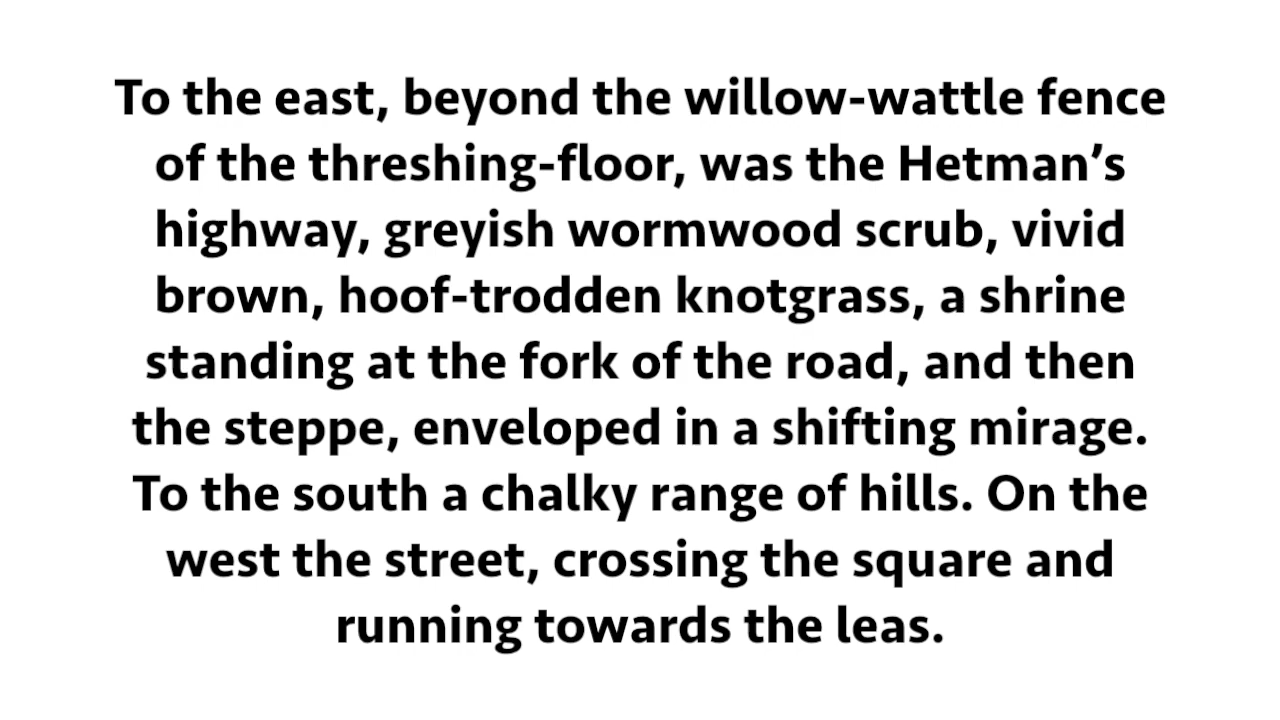 To the east, beyond the willow-wattle fence
of the threshing-floor, was the Hetman’s
highway, greyish wormwood scrub, vivid
brown, hoof-trodden knotgrass, a shrine
standing at the fork of the road, and then
the steppe, enveloped in a shifting mirage.
To the south a chalky range of hills. On the
west the street, crossing the square and
running towards the leas.